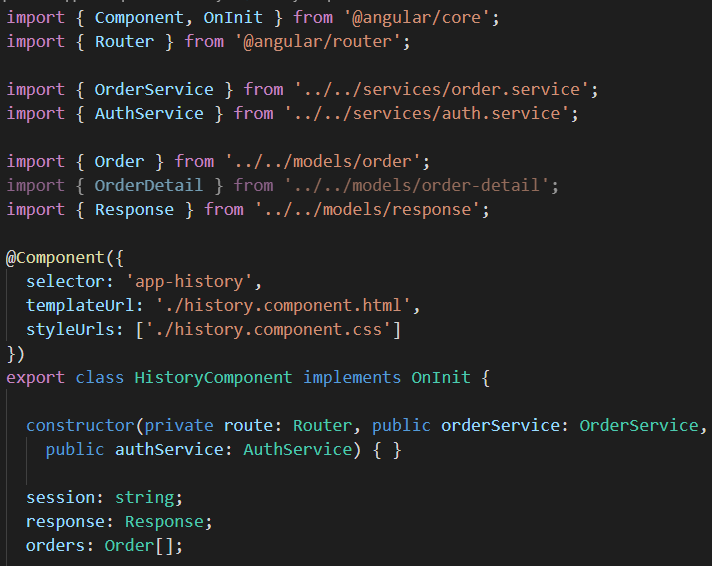 import { Component, OnInit } from '@angular/core';
import { Router } from '@angular/router';

import { OrderService } from '../../services/order.service';
import { AuthService } from '../../services/auth.service';

import { Order } from '../../models/order';
import { OrderDetail } from '../../models/order-detail';
import { Response } from '../../models/response';

@Component({
  selector: 'app-history',
  templateUrl: './history.component.html',
  styleUrls: ['./history.component.css']
})
export class HistoryComponent implements OnInit {

  constructor(private route: Router, public orderService: OrderService,
    public authService: AuthService) { }

  session: string;
  response: Response;
  orders: Order[];